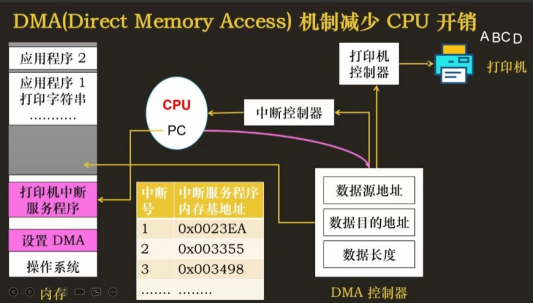 DMA(Direct Memory Access) 机制减少 CPU 开销
应用程序 2
应用程序 1
打印字符串
...........
打印机中断
服务程序
设置 DMA
操作系统
内存
CPU
PC
中断控制器
打印机
控制器
ABCD
打印机
中断号 中断服务程序内存基地址
1 0x0023EA
2 0x003355
3 0x003498
....... ........
数据源地址
数据目的地址
数据长度
DMA 控制器